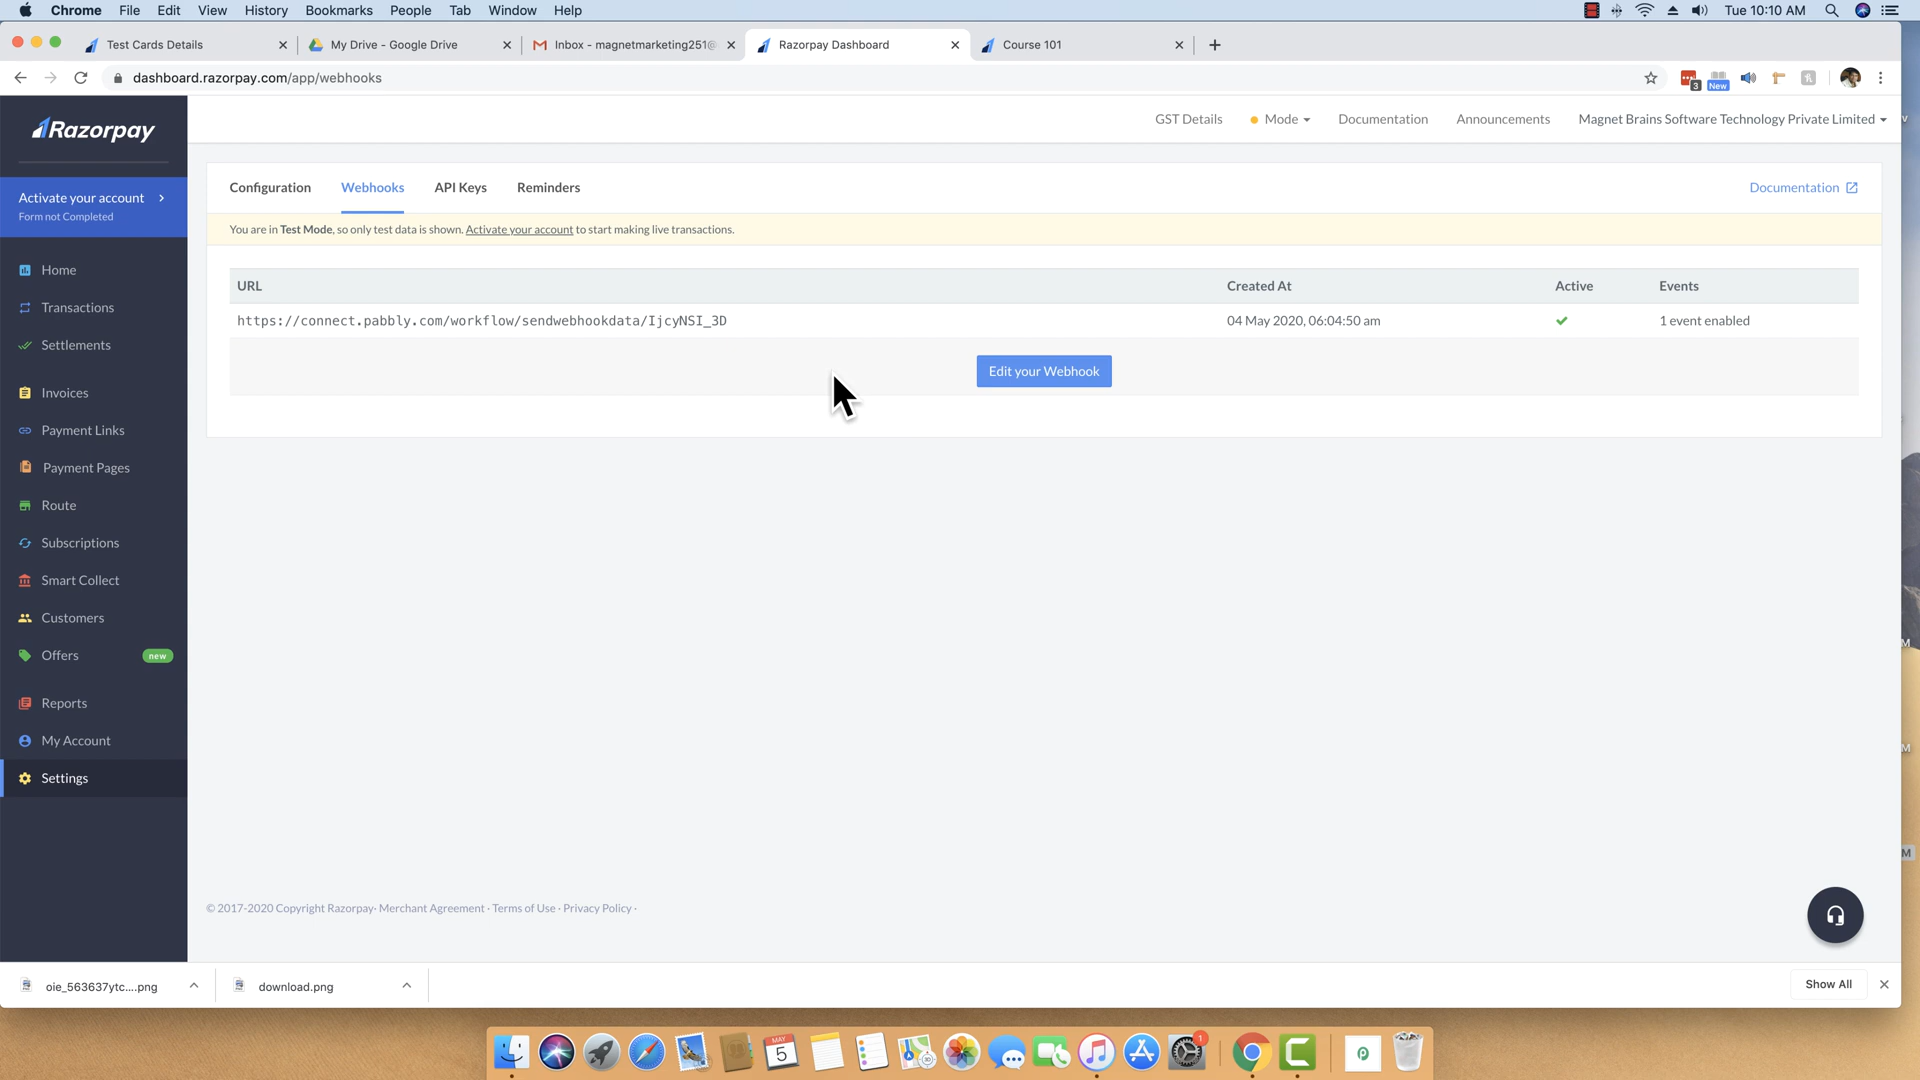 Chrome File Edit View History Bookmarks People Tab Window Help Tue 10:10 AM
Test Cards Details My Drive - Google Drive Inbox - magnetmarketing251@ Razorpay Dashboard Course 101
dashboard.razorpay.com/app/webhooks 3 New
Razorpay
GST Details Mode Documentation Announcements Magnet Brains Software Technology Private Limited
Activate your account
Form not Completed
Configuration Webhooks API Keys Reminders Documentation
You are in Test Mode, so only test data is shown. Activate your account to start making live transactions.
Home
Transactions
Settlements
Invoices
Payment Links
Payment Pages
Route
Subscriptions
Smart Collect
Customers
Offers new
Reports
My Account
Settings
URL Created At Active Events
https://connect.pabbly.com/workflow/sendwebhookdata/IjcyNSI_3D 04 May 2020, 06:04:50 am 1 event enabled
Edit your Webhook
© 2017-2020 Copyright Razorpay· Merchant Agreement · Terms of Use · Privacy Policy ·
oie_563637ytc....png download.png Show All
MAY
5
1